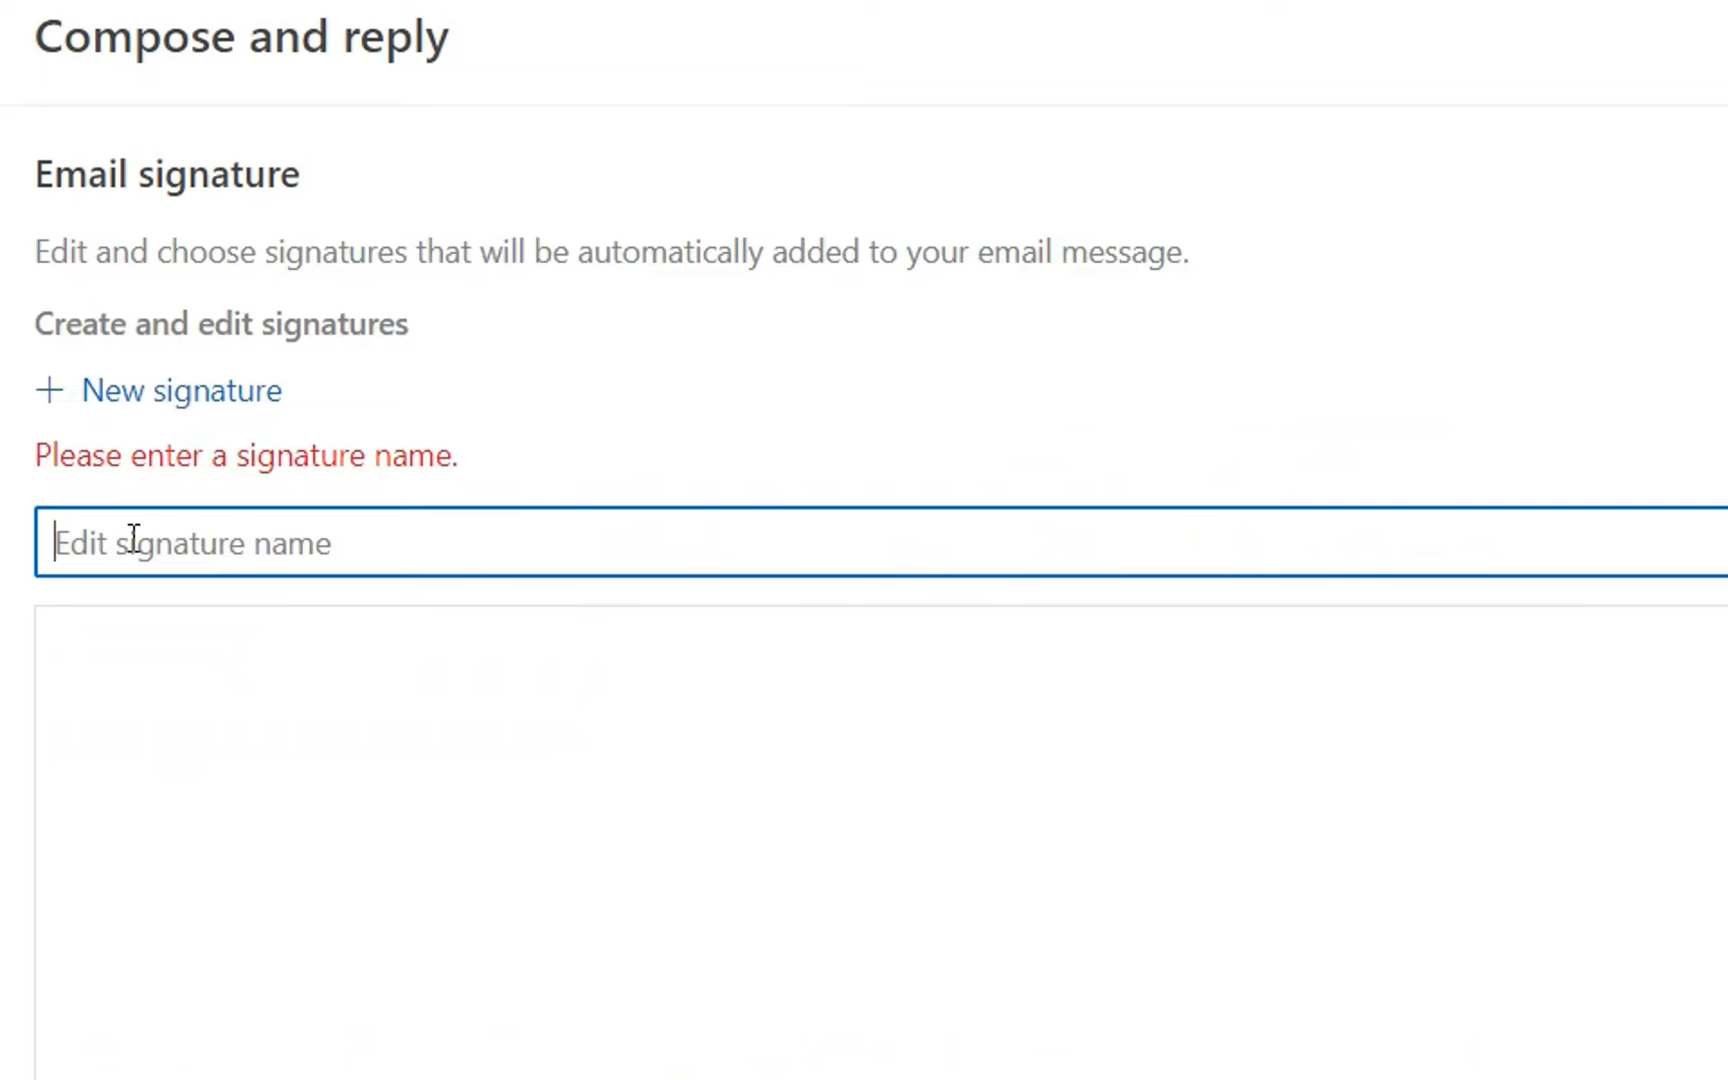 Compose and reply
Email signature
Edit and choose signatures that will be automatically added to your email message.
Create and edit signatures
+ New signature
Please enter a signature name.
Edit signature name